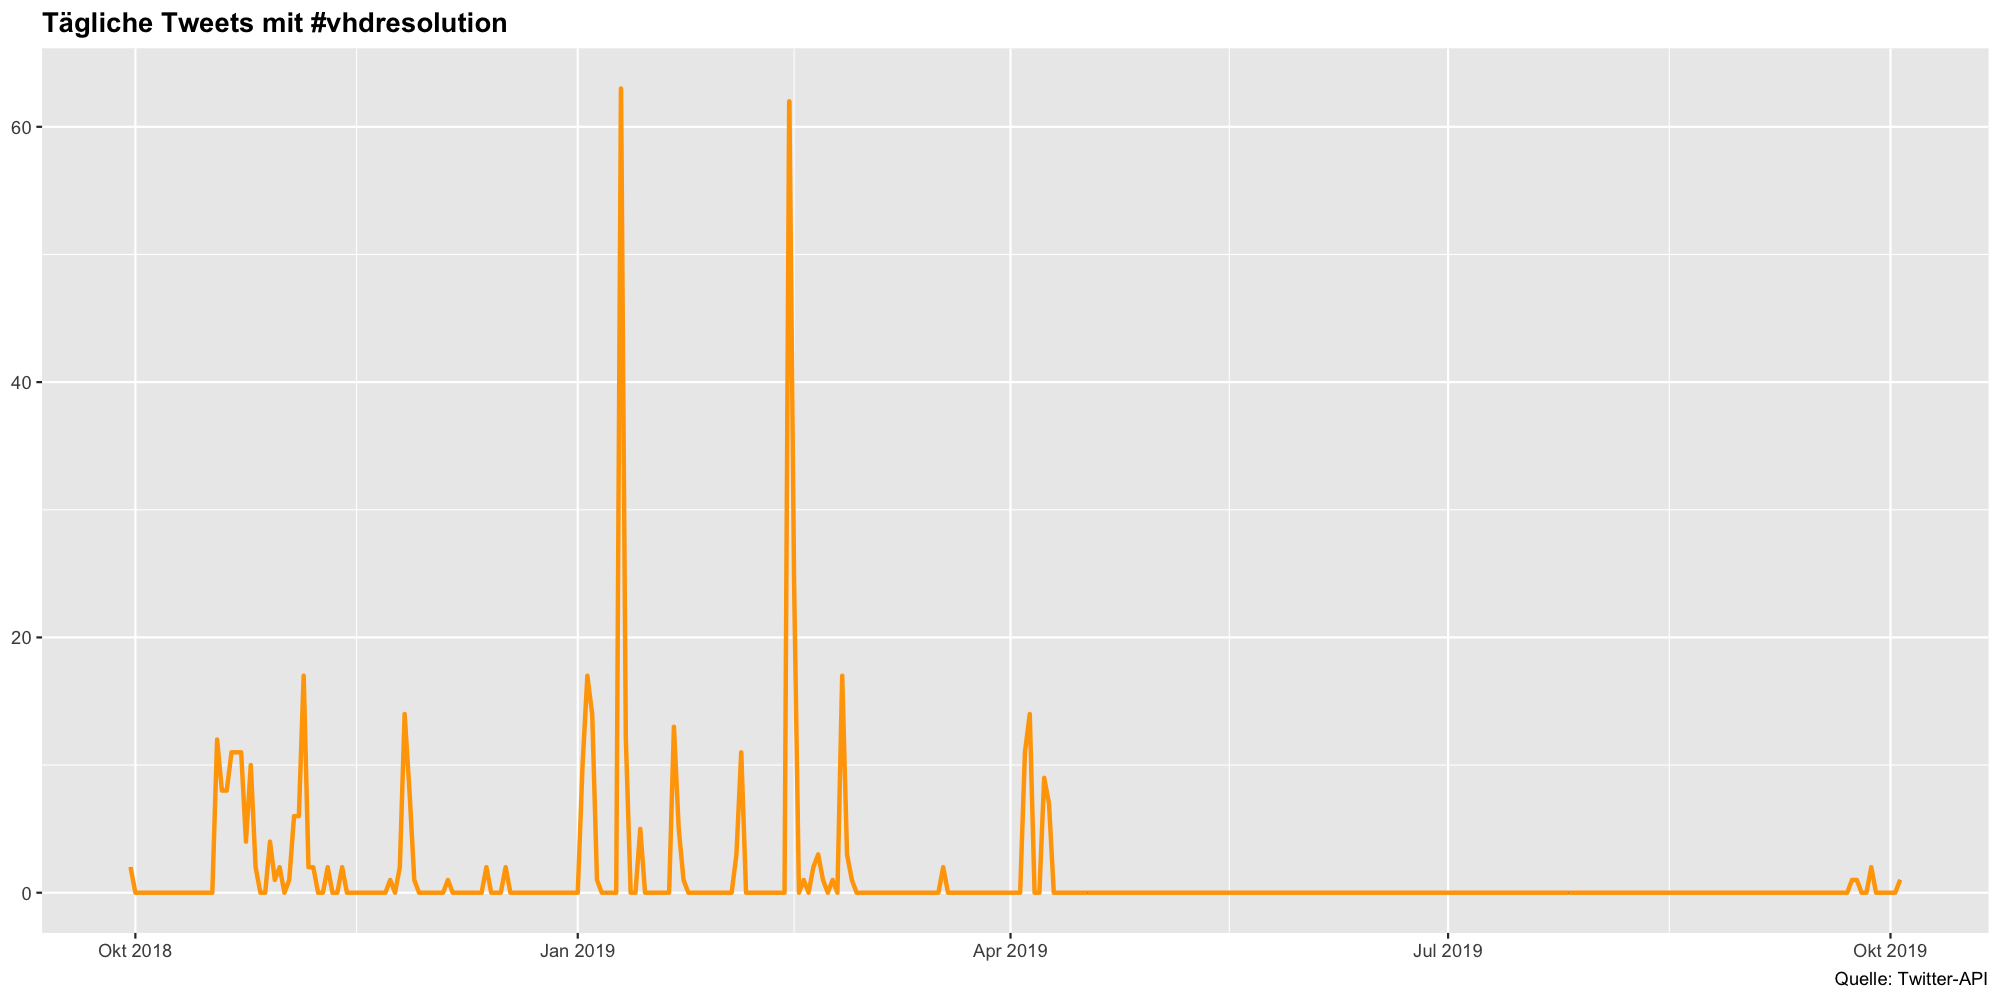 Tägliche Tweets mit #vhdresolution
60
40
20
0
Okt 2018 Jan 2019 Apr 2019 Jul 2019 Okt 2019
Quelle: Twitter-API